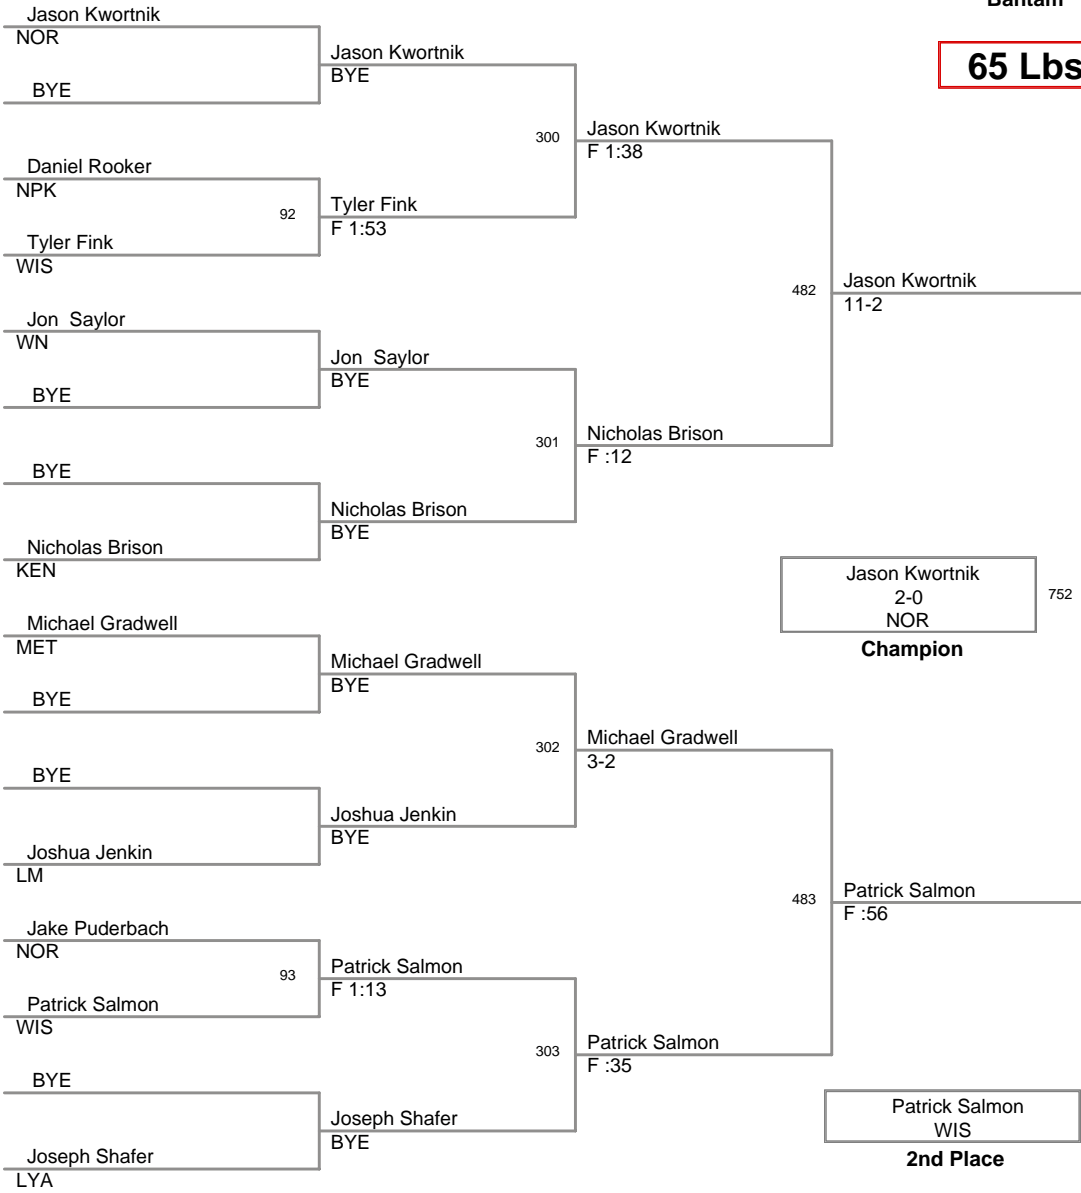 Bantam
65 Lbs
Jason Kwortnik
NOR
BYE
Daniel Rooker
NPK
92
Tyler Fink
WIS
Jon  Saylor
WN
BYE
BYE
Nicholas Brison
KEN
Michael Gradwell
MET
BYE
BYE
Joshua Jenkin
LM
Jake Puderbach
NOR
93
Patrick Salmon
WIS
BYE
Joseph Shafer
LYA
Jason Kwortnik
BYE
300
Tyler Fink
F 1:53
Jon  Saylor
BYE
301
Nicholas Brison
BYE
Michael Gradwell
BYE
302
Joshua Jenkin
BYE
Patrick Salmon
F 1:13
303
Joseph Shafer
BYE
Jason Kwortnik
F 1:38
482
Nicholas Brison
F :12
Michael Gradwell
3-2
483
Patrick Salmon
F :35
Jason Kwortnik
11-2
Jason Kwortnik
2-0
NOR
752
Champion
Patrick Salmon
F :56
Patrick Salmon
WIS
2nd Place